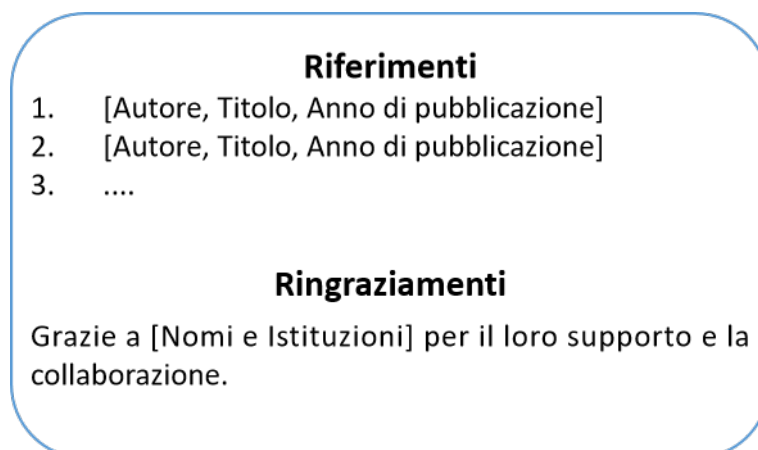 Riferimenti
1. [Autore, Titolo, Anno di pubblicazione]
2. [Autore, Titolo, Anno di pubblicazione]
3. ....
Ringraziamenti
Grazie a [Nomi e Istituzioni] per il loro supporto e la
collaborazione.